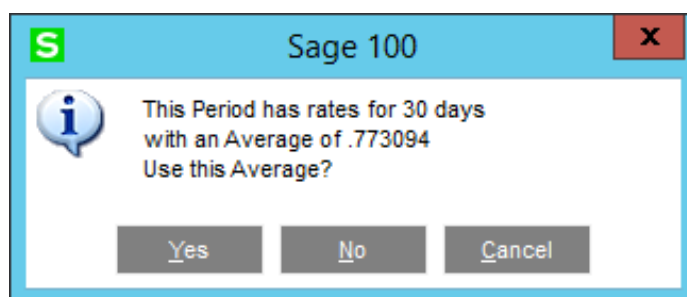 S
Sage 100
x
This Period has rates for 30 days
with an Average of .773094
Use this Average?
Yes
No
Cancel